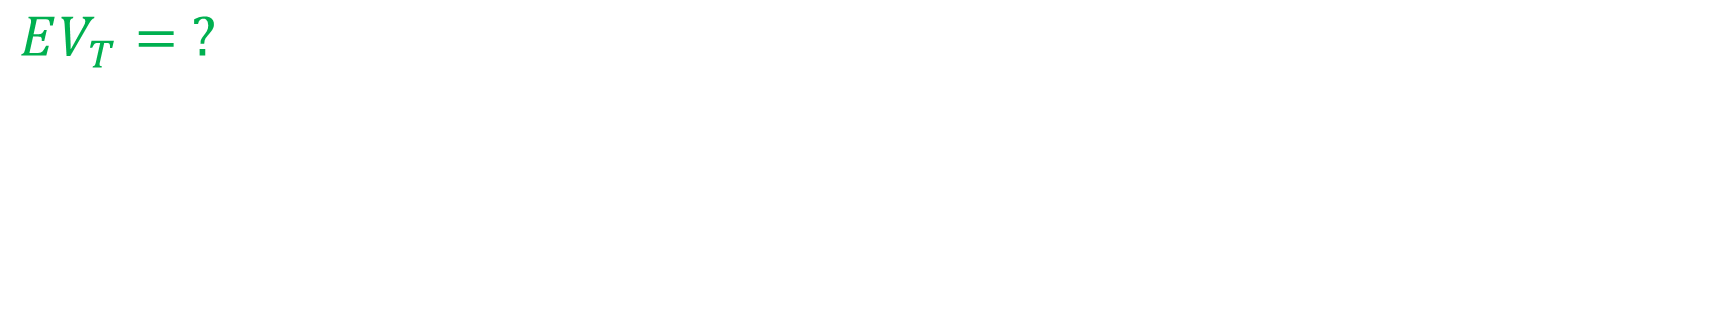 EV_T = ?